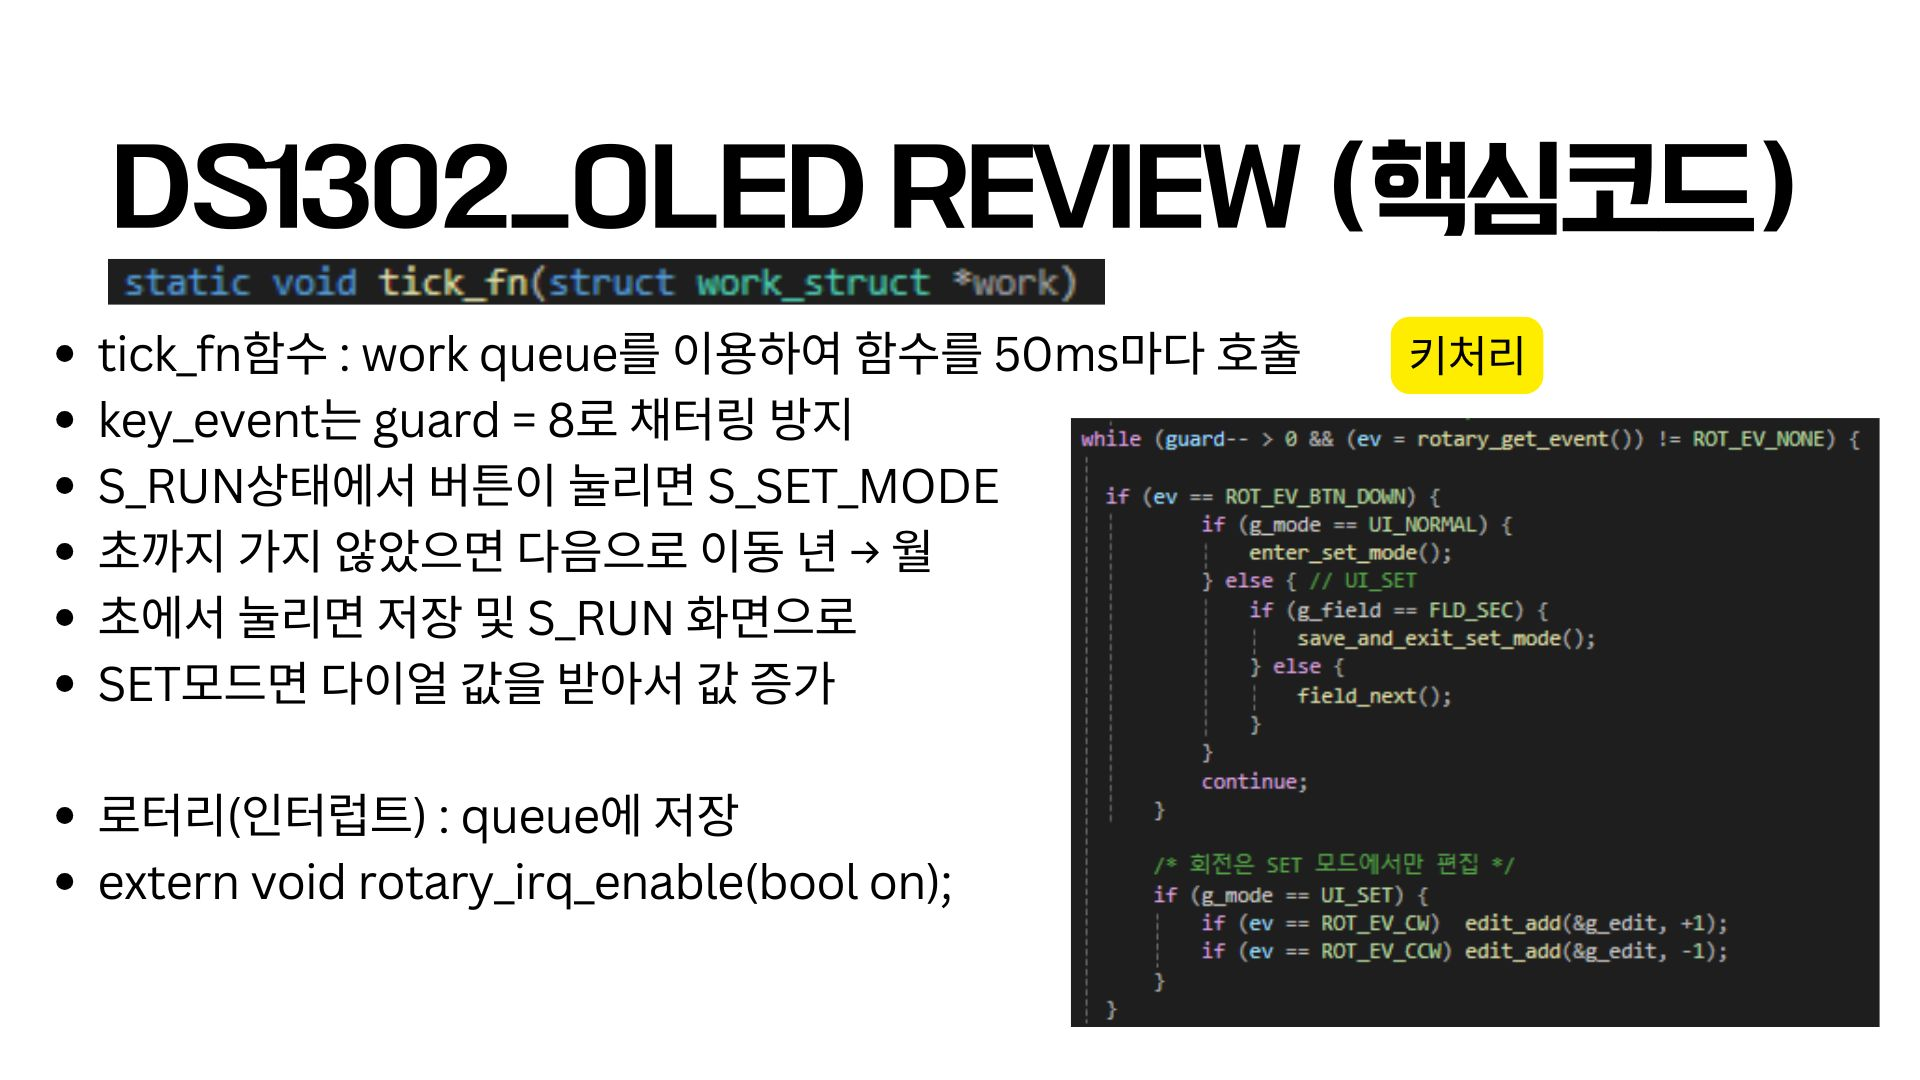 DS1302_OLED REVIEW (핵심코드)
static void tick_fn(struct work_struct *work)
tick_fn함수 : work queue를 이용하여 함수를 50ms마다 호출
키처리
key_event는 guard = 8로 채터링 방지
S_RUN상태에서 버튼이 눌리면 S_SET_MODE
초까지 가지 않았으면 다음으로 이동 년 → 월
초에서 눌리면 저장 및 S_RUN 화면으로
SET모드면 다이얼 값을 받아서 값 증가
로터리(인터럽트) : queue에 저장
extern void rotary_irq_enable(bool on);
while (guard-- > 0 && (ev = rotary_get_event()) != ROT_EV_NONE) {
if (ev == ROT_EV_BTN_DOWN) {
if (g_mode == UI_NORMAL) {
enter_set_mode();
} else { // UI_SET
if (g_field == FLD_SEC) {
save_and_exit_set_mode();
} else {
field_next();
}
}
continue;
}
/* 회전은 SET 모드에서만 편집 */
if (g_mode == UI_SET) {
if (ev == ROT_EV_CW) edit_add(&g_edit, +1);
if (ev == ROT_EV_CCW) edit_add(&g_edit, -1);
}
}